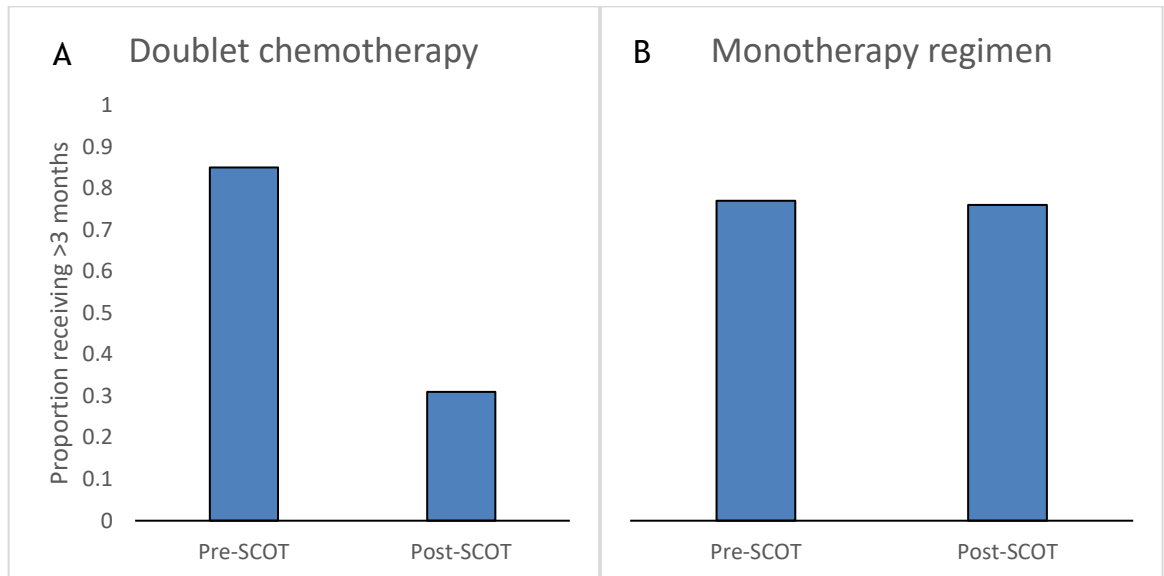 A Doublet chemotherapy
Proportion receiving >3 months
1
0.9
0.8
0.7
0.6
0.5
0.4
0.3
0.2
0.1
0
Pre-SCOT Post-SCOT
B Monotherapy regimen
Pre-SCOT Post-SCOT